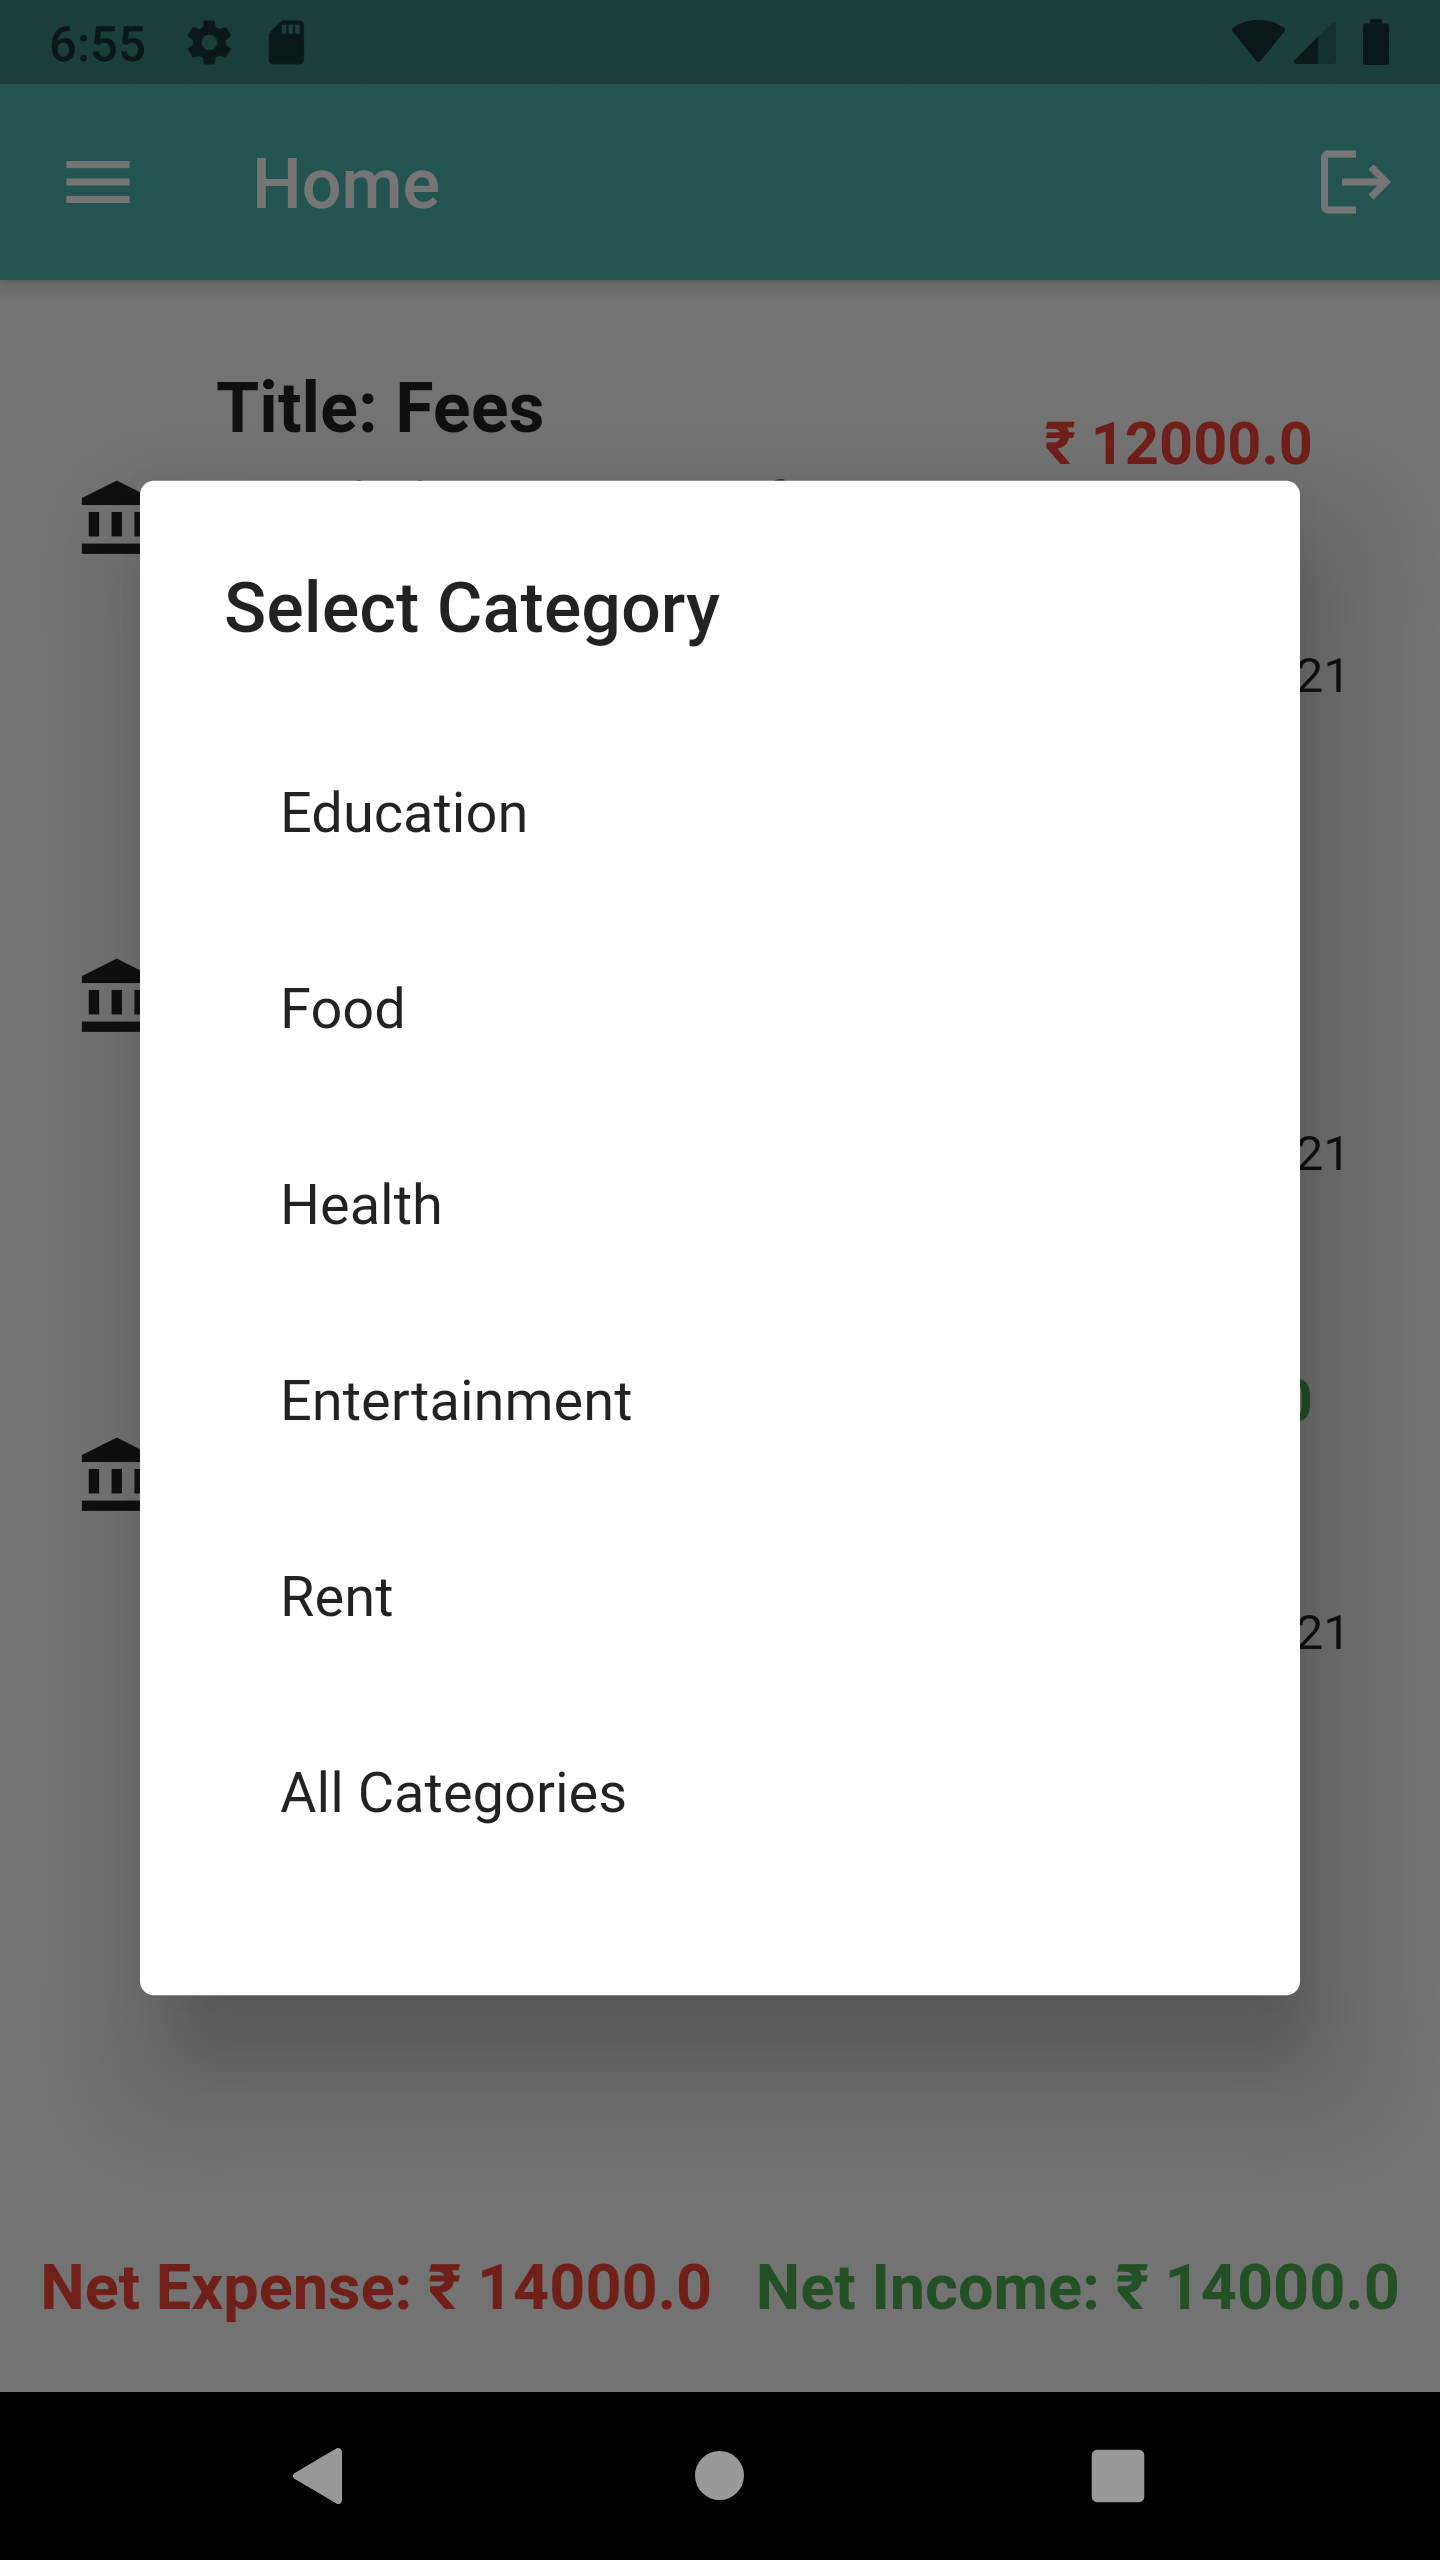 6:55
Home
Title: Fees
₹ 12000.0
Select Category
21
Education
Food
21
Health
Entertainment
Rent
21
All Categories
Net Expense: ₹ 14000.0 Net Income: ₹ 14000.0